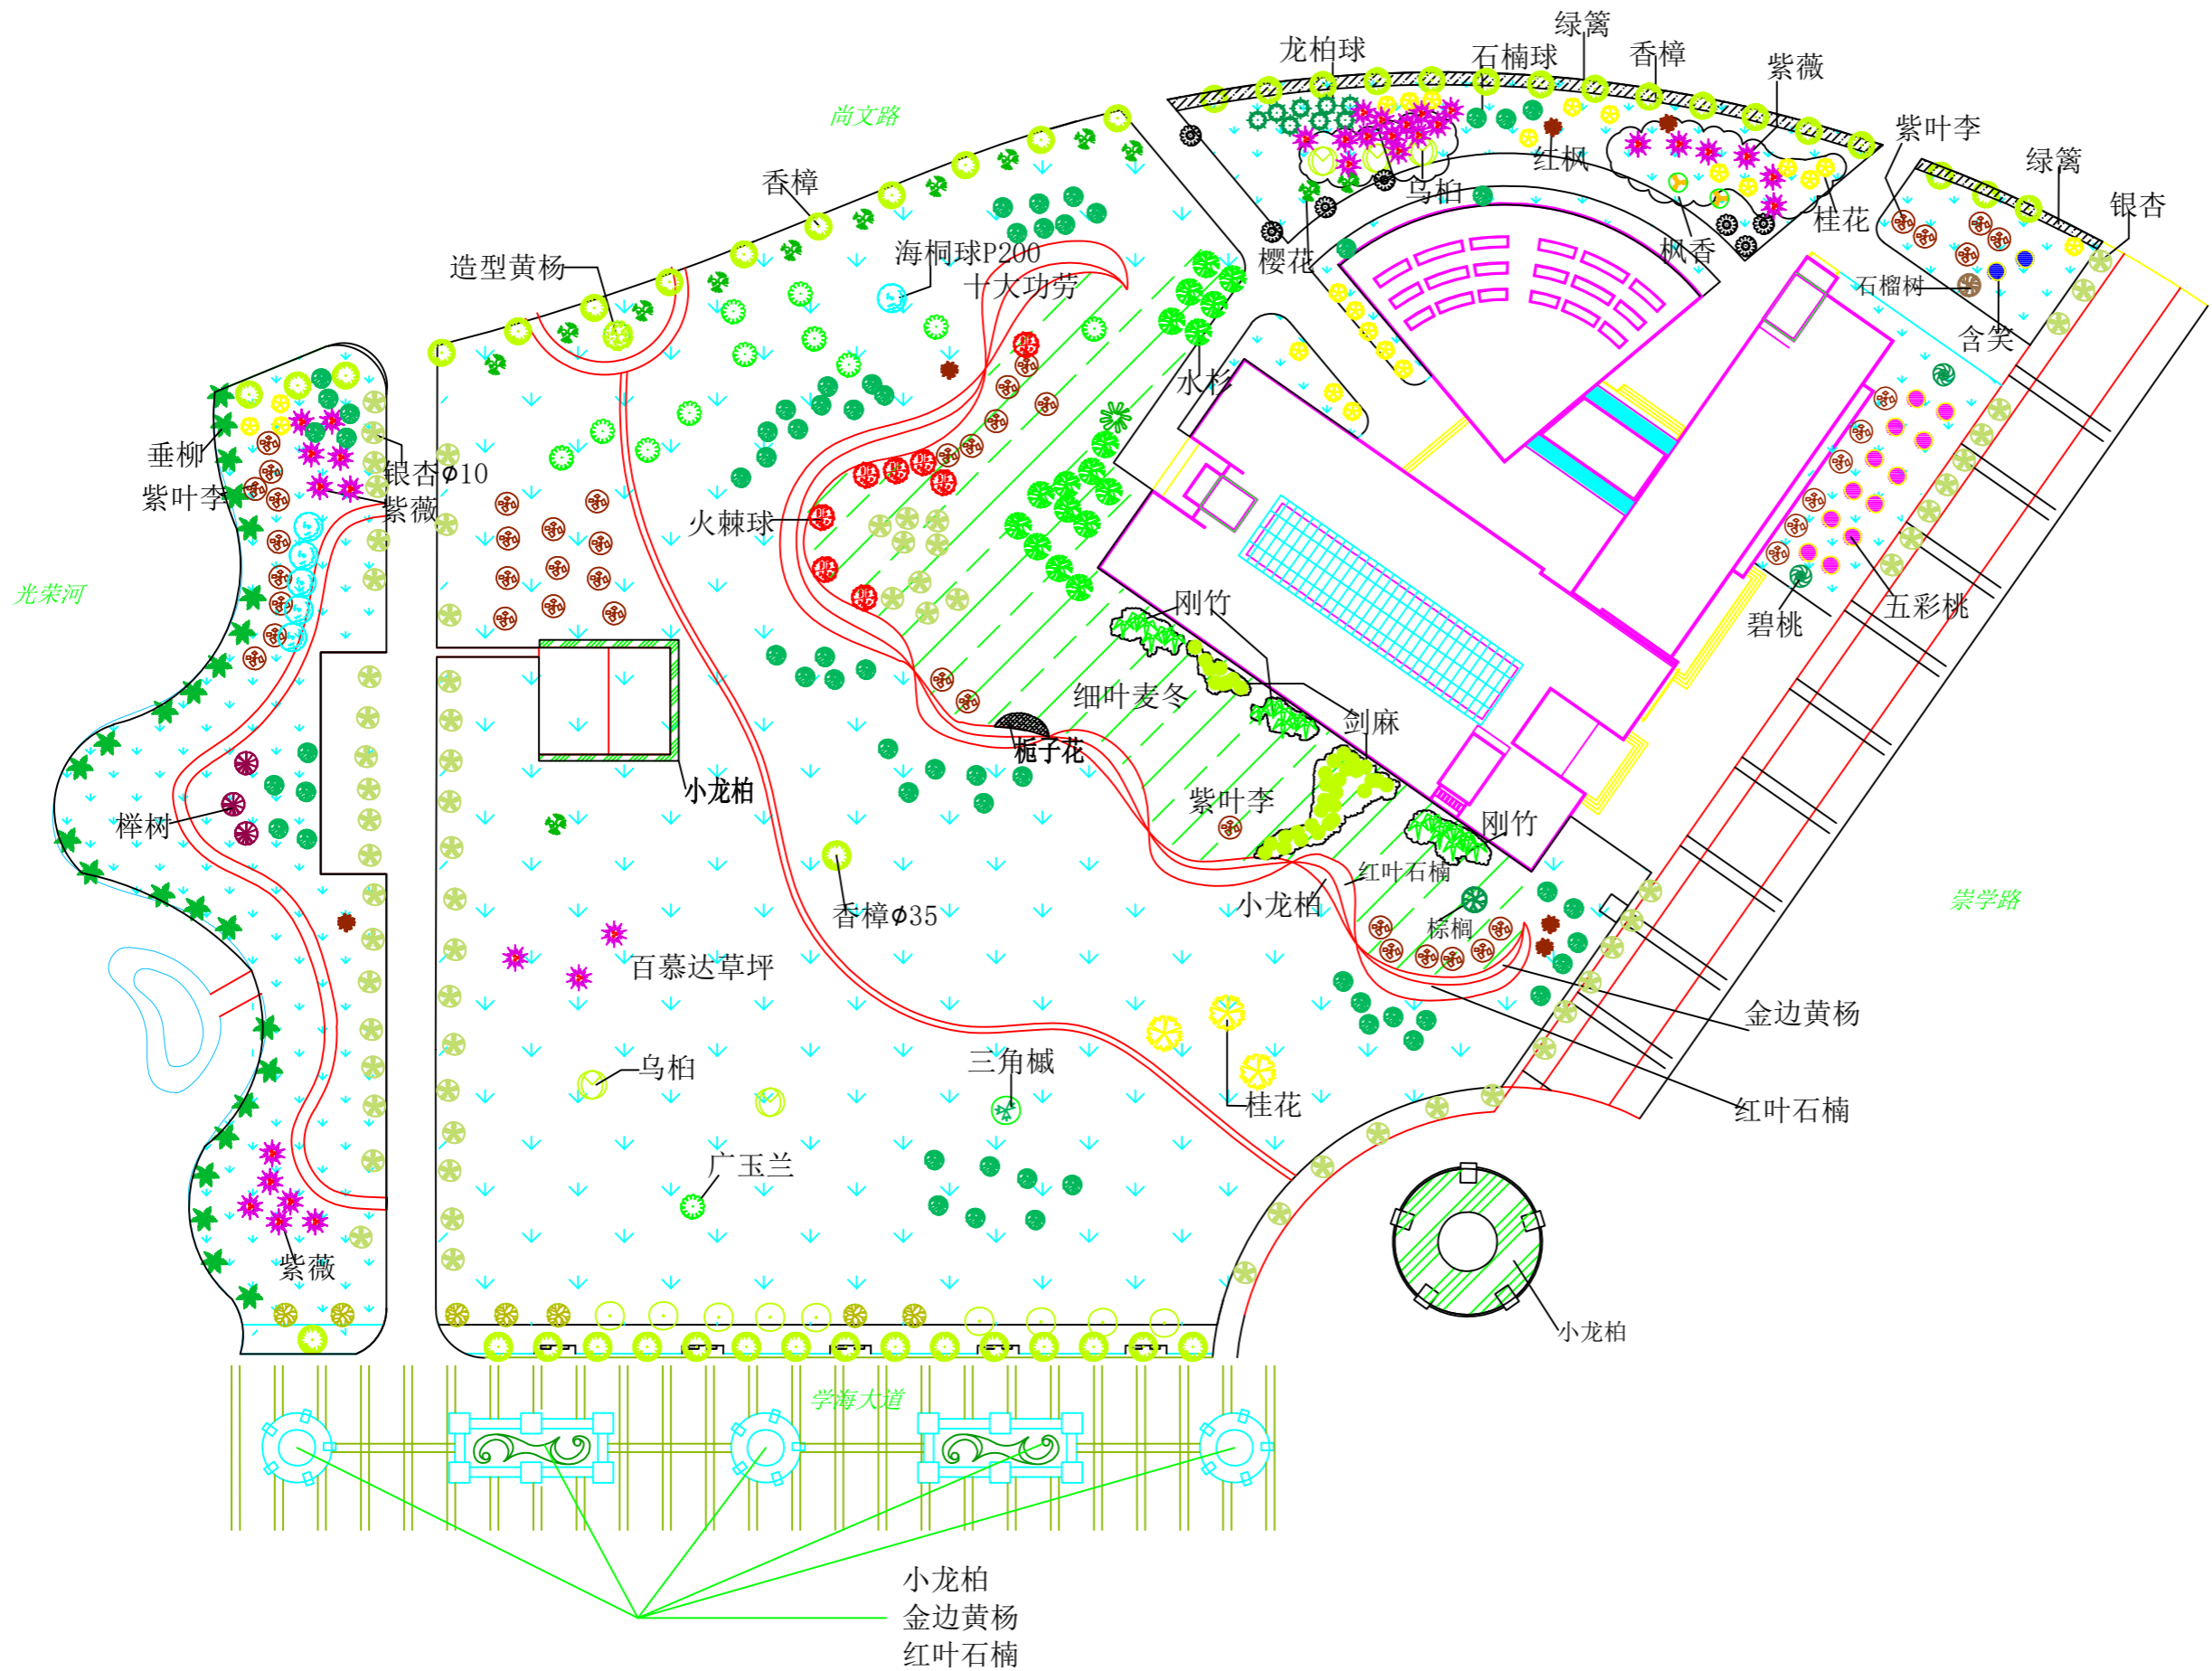 绿篱
龙柏球
石楠球
香樟
紫薇
尚文路
紫叶李
绿篱
香樟
红枫
乌桕
桂花
银杏
海桐球P200
造型黄杨
樱花
枫香
十大功劳
石榴树
含笑
水杉
垂柳
银杏ϕ10
紫叶李
紫薇
火棘球
光荣河
刚竹
五彩桃
碧桃
细叶麦冬
剑麻
栀子花
小龙柏
紫叶李
榉树
刚竹
红叶石楠
小龙柏
崇学路
香樟ϕ35
棕榈
百慕达草坪
金边黄杨
三角槭
乌桕
桂花
红叶石楠
广玉兰
紫薇
小龙柏
学海大道
小龙柏
金边黄杨
红叶石楠